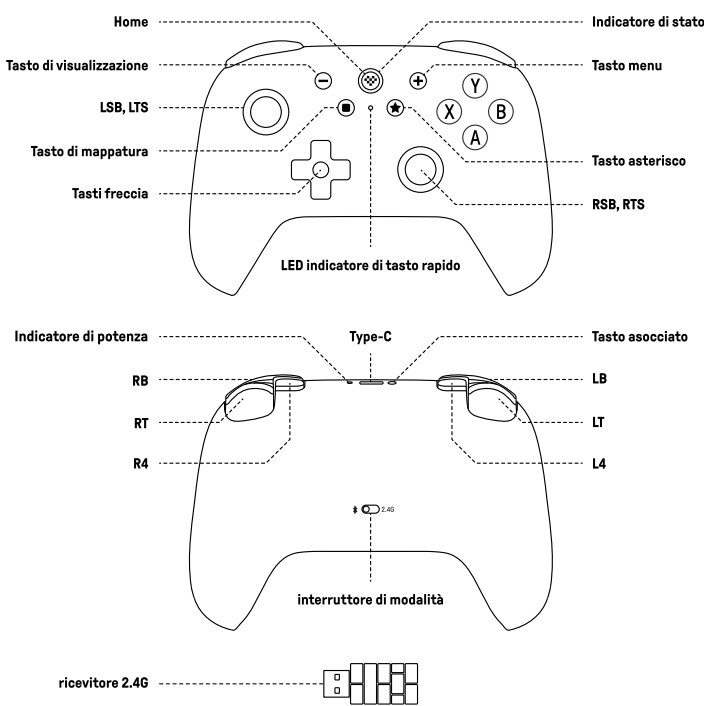 Home
Indicatore di stato
Tasto di visualizzazione
Tasto menu
Y
LSB, LTS
X
B
A
Tasto di mappatura
Tasto asterisco
Tasti freccia
RSB, RTS
LED indicatore di tasto rapido
Indicatore di potenza
Type-C
Tasto asocciato
RB
LB
RT
LT
R4
L4
2.4G
interruttore di modalità
ricevitore 2.4G